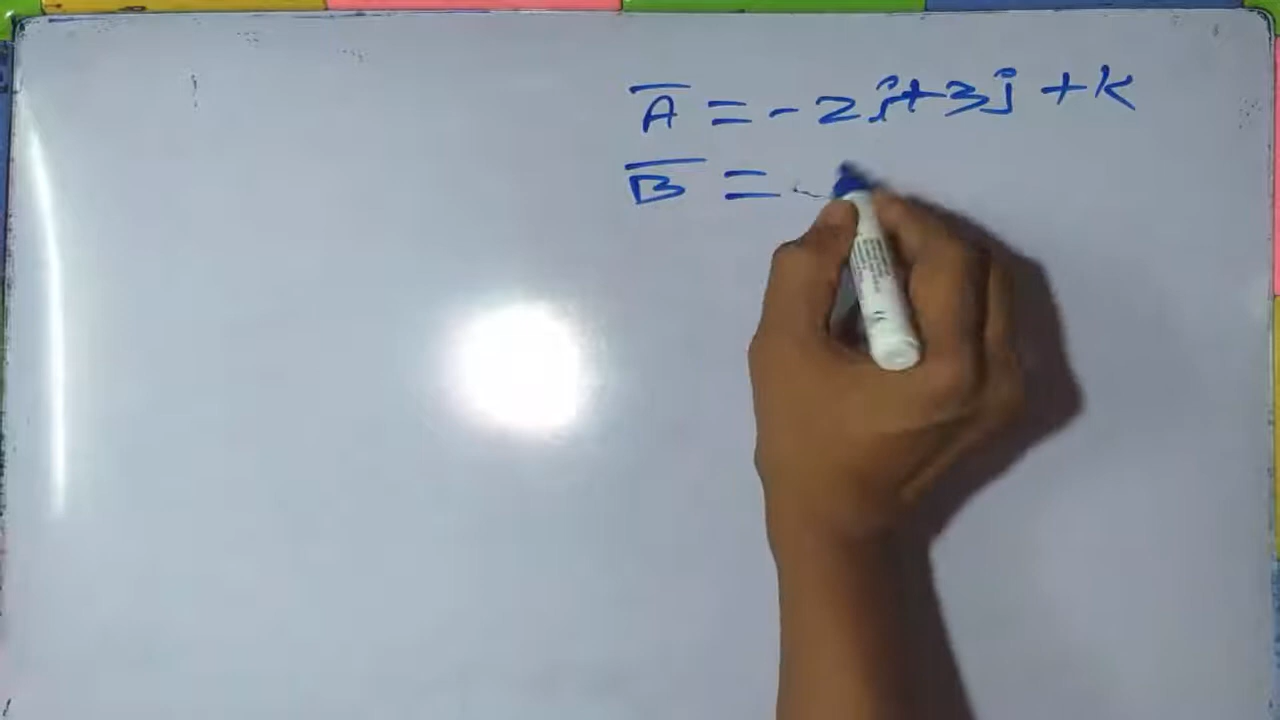 A̅ = -2i+3j +k
B̅ =